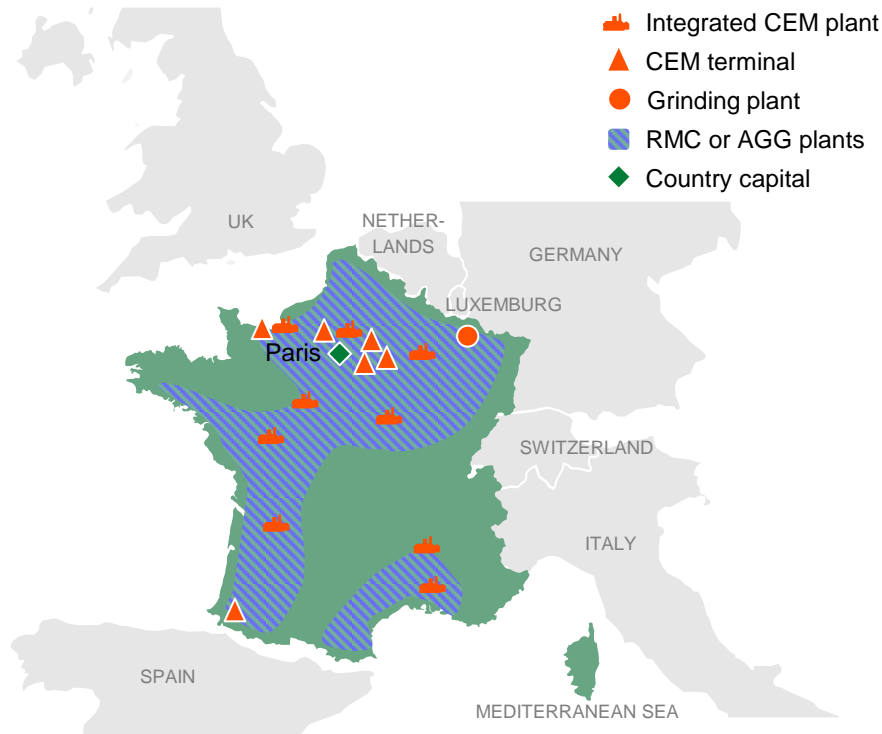 Integrated CEM plant
CEM terminal
Grinding plant
RMC or AGG plants
Country capital
UK
NETHER-
LANDS
GERMANY
LUXEMBURG
Paris
SWITZERLAND
ITALY
SPAIN
MEDITERRANEAN SEA